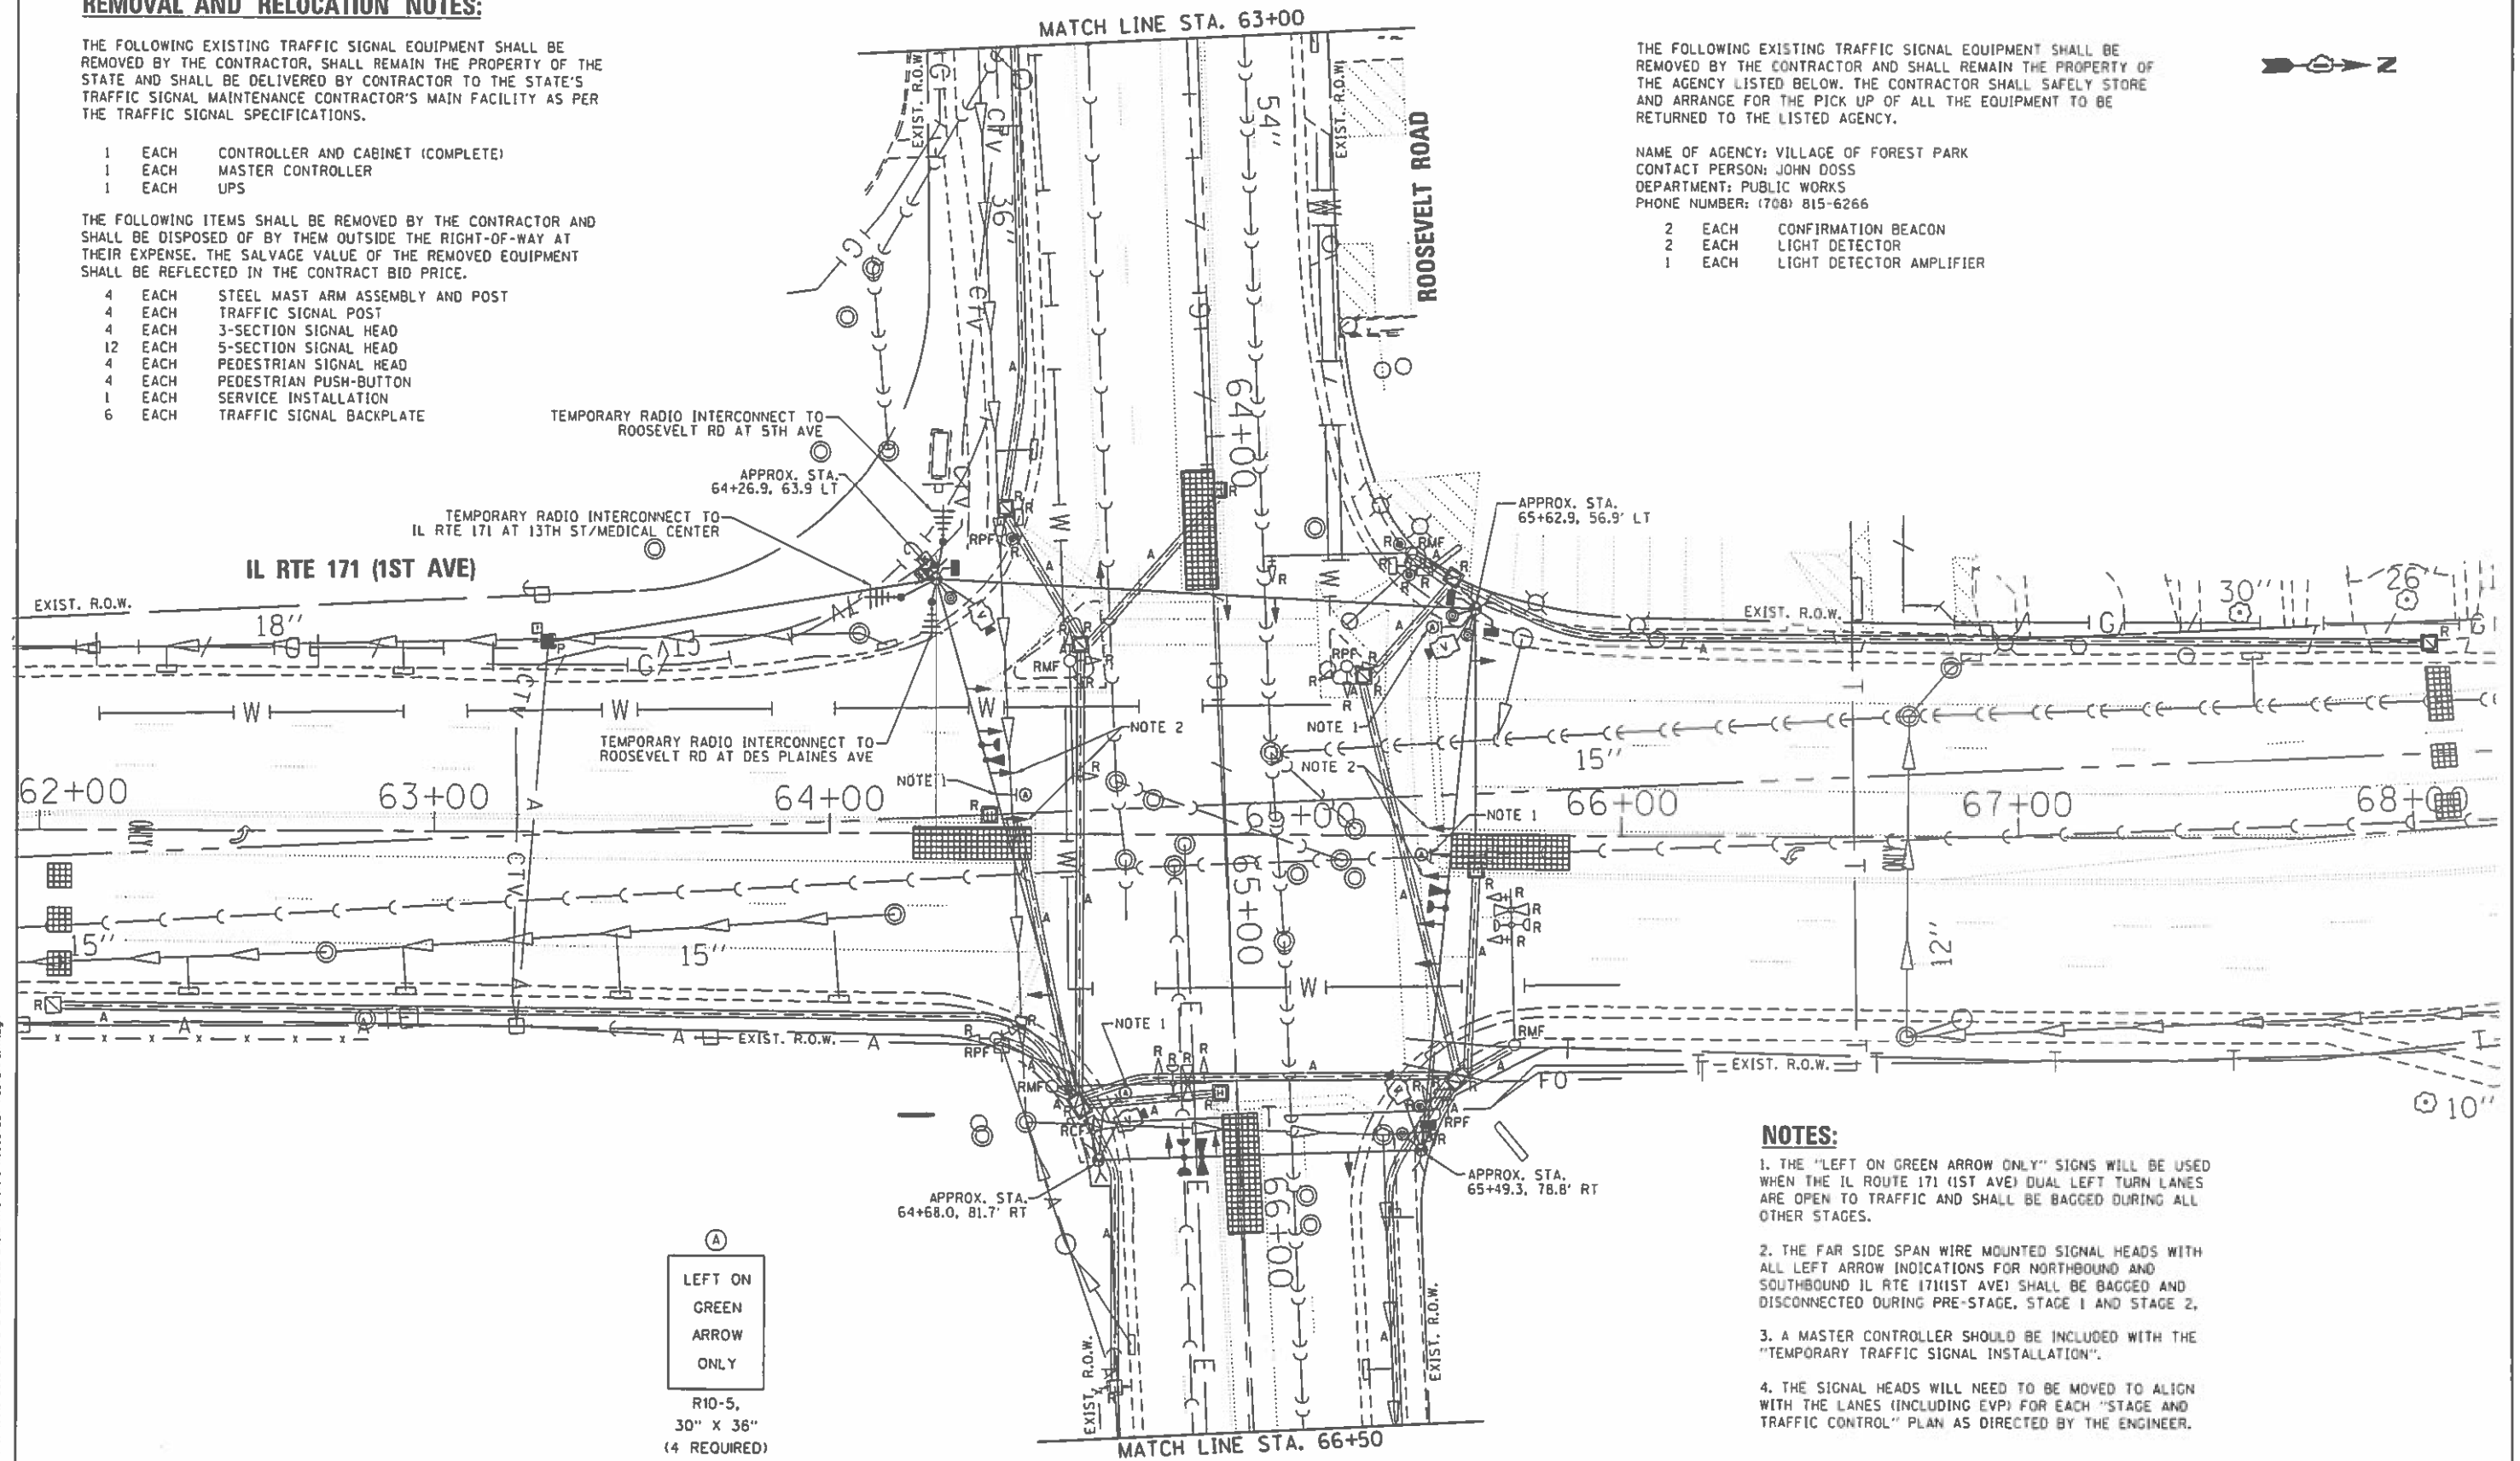 REMOVAL AND RELOCATION NOTES:
THE FOLLOWING EXISTING TRAFFIC SIGNAL EQUIPMENT SHALL BE
REMOVED BY THE CONTRACTOR, SHALL REMAIN THE PROPERTY OF THE
STATE AND SHALL BE DELIVERED BY CONTRACTOR TO THE STATE'S
TRAFFIC SIGNAL MAINTENANCE CONTRACTOR'S MAIN FACILITY AS PER
THE TRAFFIC SIGNAL SPECIFICATIONS.
1 EACH CONTROLLER AND CABINET (COMPLETE)
1 EACH MASTER CONTROLLER
1 EACH UPS
THE FOLLOWING ITEMS SHALL BE REMOVED BY THE CONTRACTOR AND
SHALL BE DISPOSED OF BY THEM OUTSIDE THE RIGHT-OF-WAY AT
THEIR EXPENSE. THE SALVAGE VALUE OF THE REMOVED EQUIPMENT
SHALL BE REFLECTED IN THE CONTRACT BID PRICE.
4 EACH STEEL MAST ARM ASSEMBLY AND POST
4 EACH TRAFFIC SIGNAL POST
4 EACH 3-SECTION SIGNAL HEAD
12 EACH 5-SECTION SIGNAL HEAD
4 EACH PEDESTRIAN SIGNAL HEAD
4 EACH PEDESTRIAN PUSH-BUTTON
1 EACH SERVICE INSTALLATION
6 EACH TRAFFIC SIGNAL BACKPLATE
MATCH LINE STA. 63+00
EXIST. R.O.W.
EXIST. R.O.W.
ROOSEVELT ROAD
36"
54"
CTV
THE FOLLOWING EXISTING TRAFFIC SIGNAL EQUIPMENT SHALL BE
REMOVED BY THE CONTRACTOR AND SHALL REMAIN THE PROPERTY OF
THE AGENCY LISTED BELOW. THE CONTRACTOR SHALL SAFELY STORE
AND ARRANGE FOR THE PICK UP OF ALL THE EQUIPMENT TO BE
RETURNED TO THE LISTED AGENCY.
NAME OF AGENCY: VILLAGE OF FOREST PARK
CONTACT PERSON: JOHN DOSS
DEPARTMENT: PUBLIC WORKS
PHONE NUMBER: (708) 815-6266
2 EACH CONFIRMATION BEACON
2 EACH LIGHT DETECTOR
1 EACH LIGHT DETECTOR AMPLIFIER
N
TEMPORARY RADIO INTERCONNECT TO
ROOSEVELT RD AT 5TH AVE
APPROX. STA.
64+26.9, 63.9 LT
TEMPORARY RADIO INTERCONNECT TO
IL RTE 171 AT 13TH ST/MEDICAL CENTER
APPROX. STA.
65+62.9, 56.9' LT
IL RTE 171 (1ST AVE)
EXIST. R.O.W.
18"
EXIST. R.O.W.
30"
26"
RPF
RMF
RMF
RPF
W
W
W
TEMPORARY RADIO INTERCONNECT TO
ROOSEVELT RD AT DES PLAINES AVE
NOTE 2
NOTE 1
NOTE 1
NOTE 2
NOTE 1
15"
62+00
63+00
64+00
66+00
67+00
64+00
65+00
66+00
ONLY
ONLY
15"
15"
12"
W
EXIST. R.O.W.
EXIST. R.O.W.
NOTE 1
RPF
RMF
RMF
FO
RCF
RPF
10"
APPROX. STA.
64+68.0, 81.7' RT
APPROX. STA.
65+49.3, 78.8' RT
EXIST. R.O.W.
EXIST. R.O.W.
MATCH LINE STA. 66+50
A
LEFT ON
GREEN
ARROW
ONLY
R10-5,
30" X 36"
(4 REQUIRED)
NOTES:
1. THE "LEFT ON GREEN ARROW ONLY" SIGNS WILL BE USED
WHEN THE IL ROUTE 171 (1ST AVE) DUAL LEFT TURN LANES
ARE OPEN TO TRAFFIC AND SHALL BE BAGGED DURING ALL
OTHER STAGES.
2. THE FAR SIDE SPAN WIRE MOUNTED SIGNAL HEADS WITH
ALL LEFT ARROW INDICATIONS FOR NORTHBOUND AND
SOUTHBOUND IL RTE 171(1ST AVE) SHALL BE BAGGED AND
DISCONNECTED DURING PRE-STAGE, STAGE 1 AND STAGE 2.
3. A MASTER CONTROLLER SHOULD BE INCLUDED WITH THE
"TEMPORARY TRAFFIC SIGNAL INSTALLATION".
4. THE SIGNAL HEADS WILL NEED TO BE MOVED TO ALIGN
WITH THE LANES (INCLUDING EVP) FOR EACH "STAGE AND
TRAFFIC CONTROL" PLAN AS DIRECTED BY THE ENGINEER.